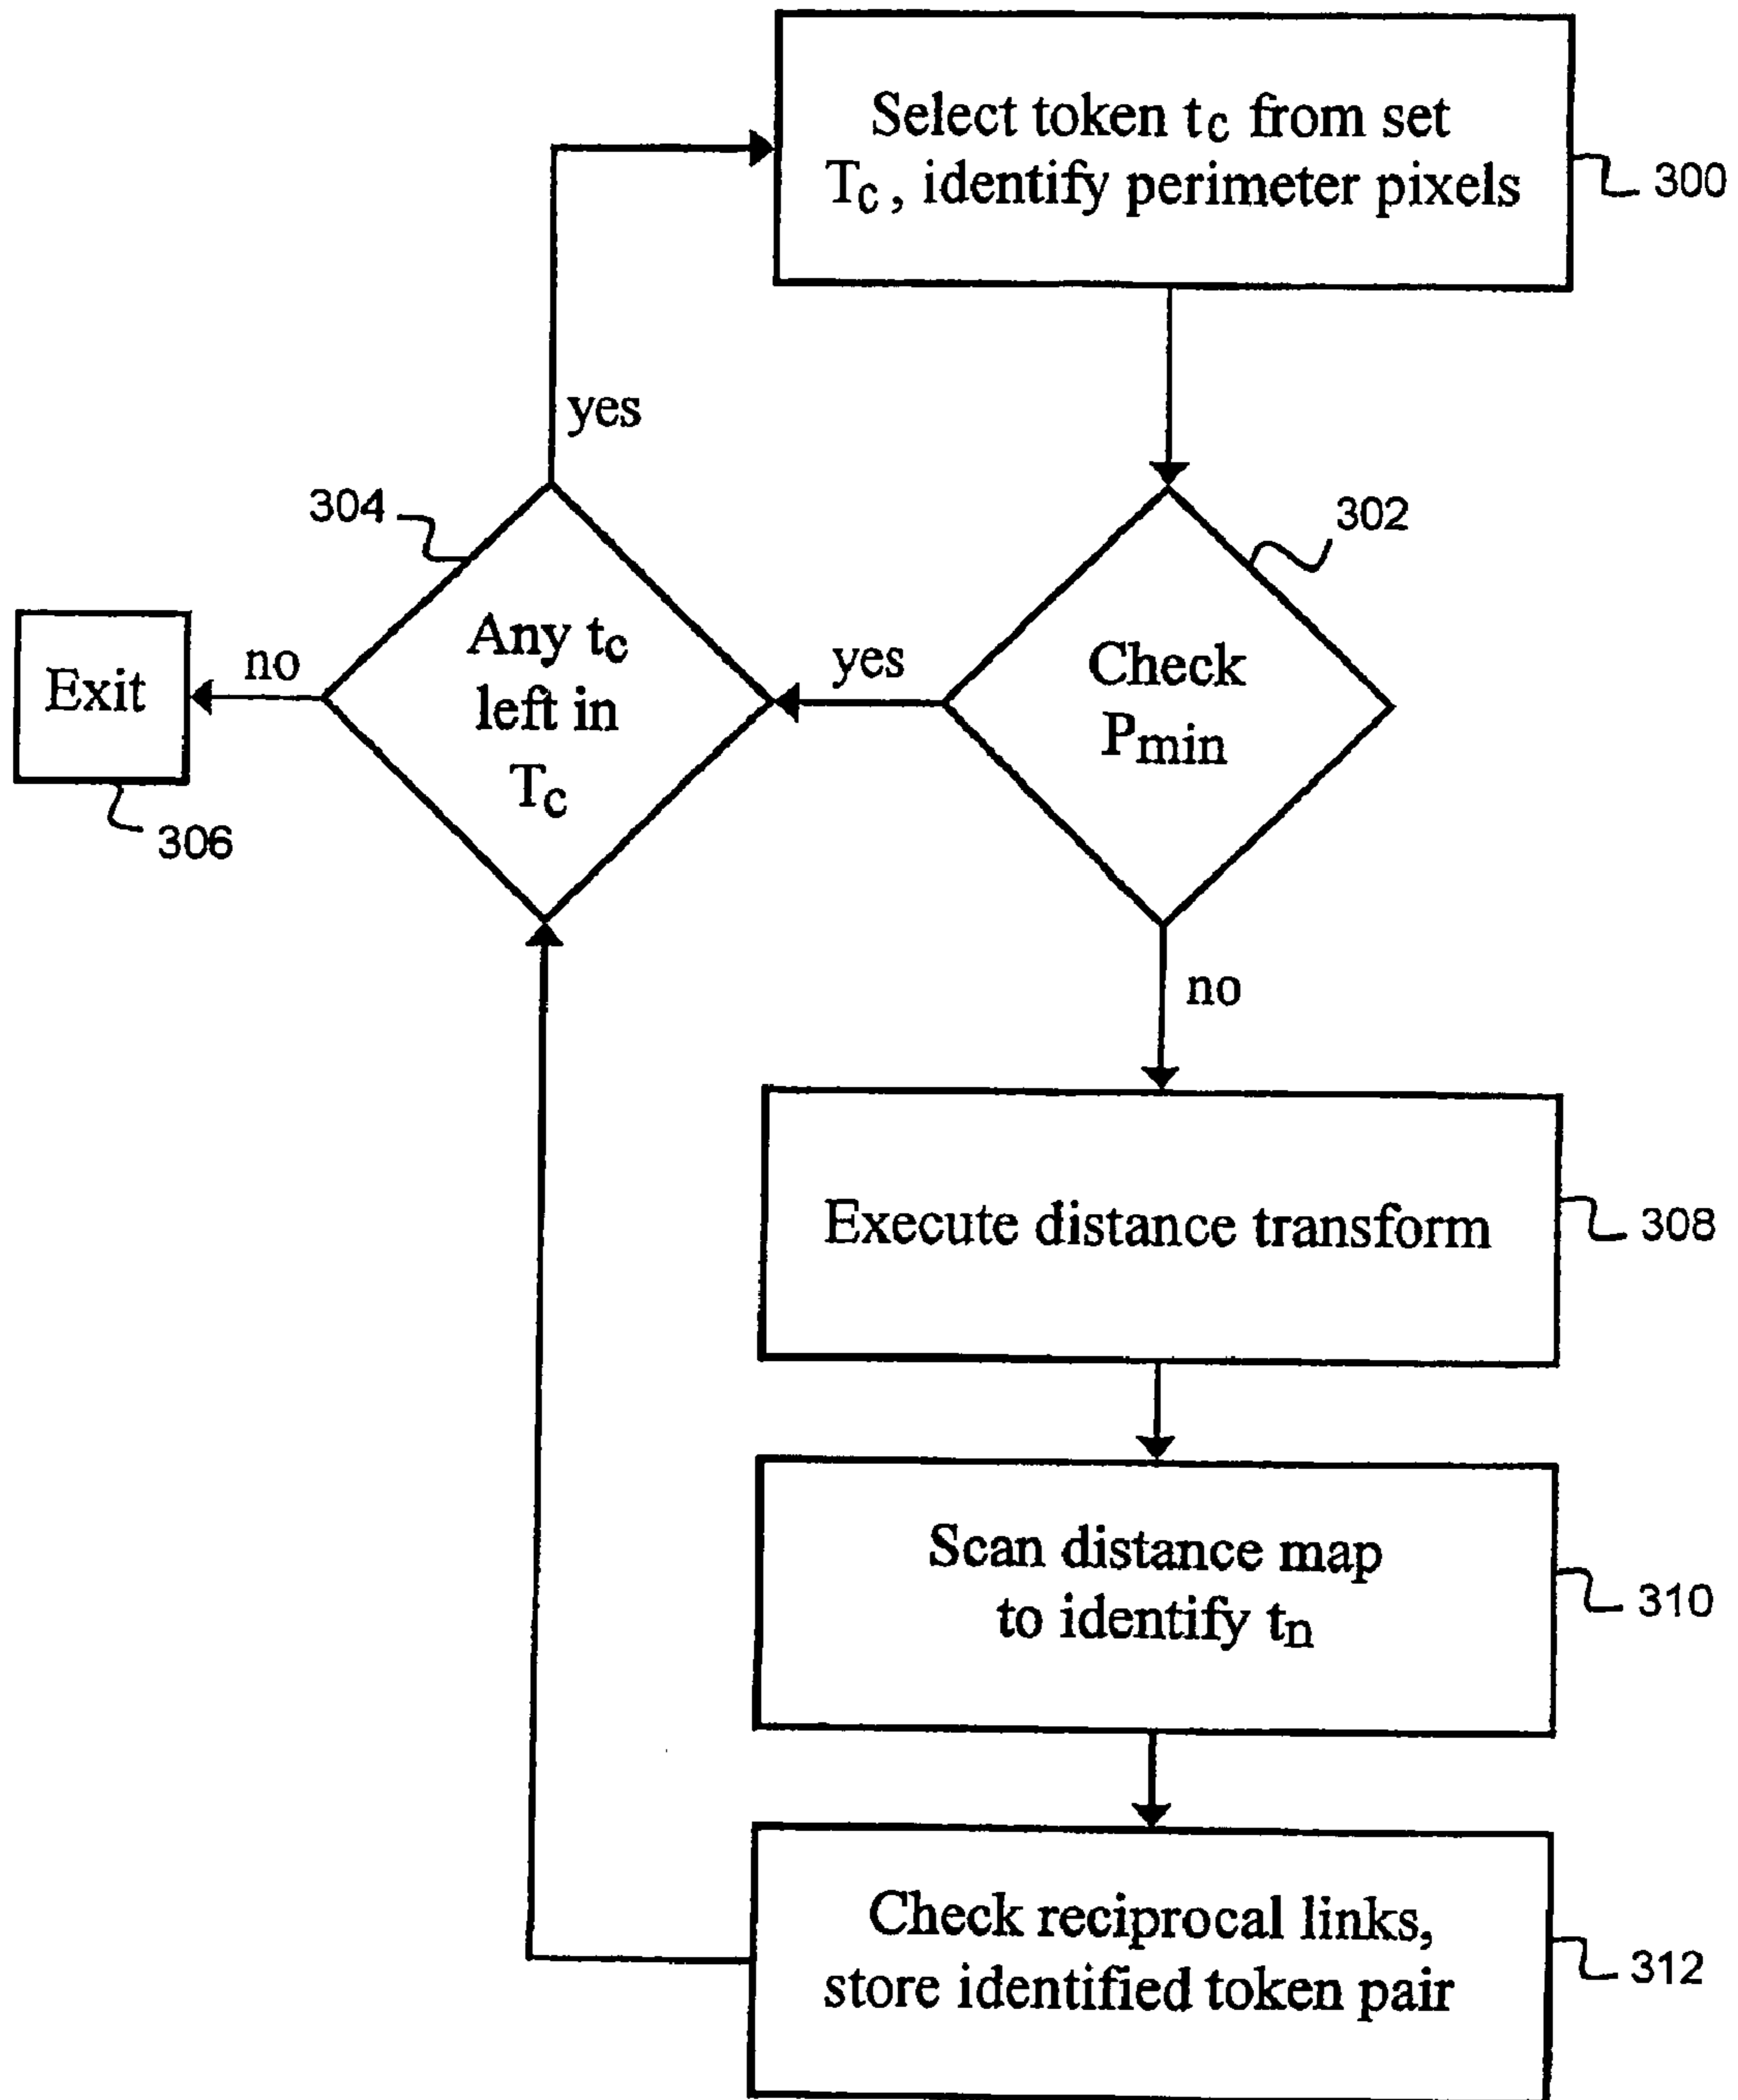 Select token tc from set
Tc, identify perimeter pixels
300
yes
304
302
Any tc
left in
Tc
yes
Check
Pmin
no
Exit
306
no
Execute distance transform
308
Scan distance map
to identify tn
310
Check reciprocal links,
store identified token pair
312